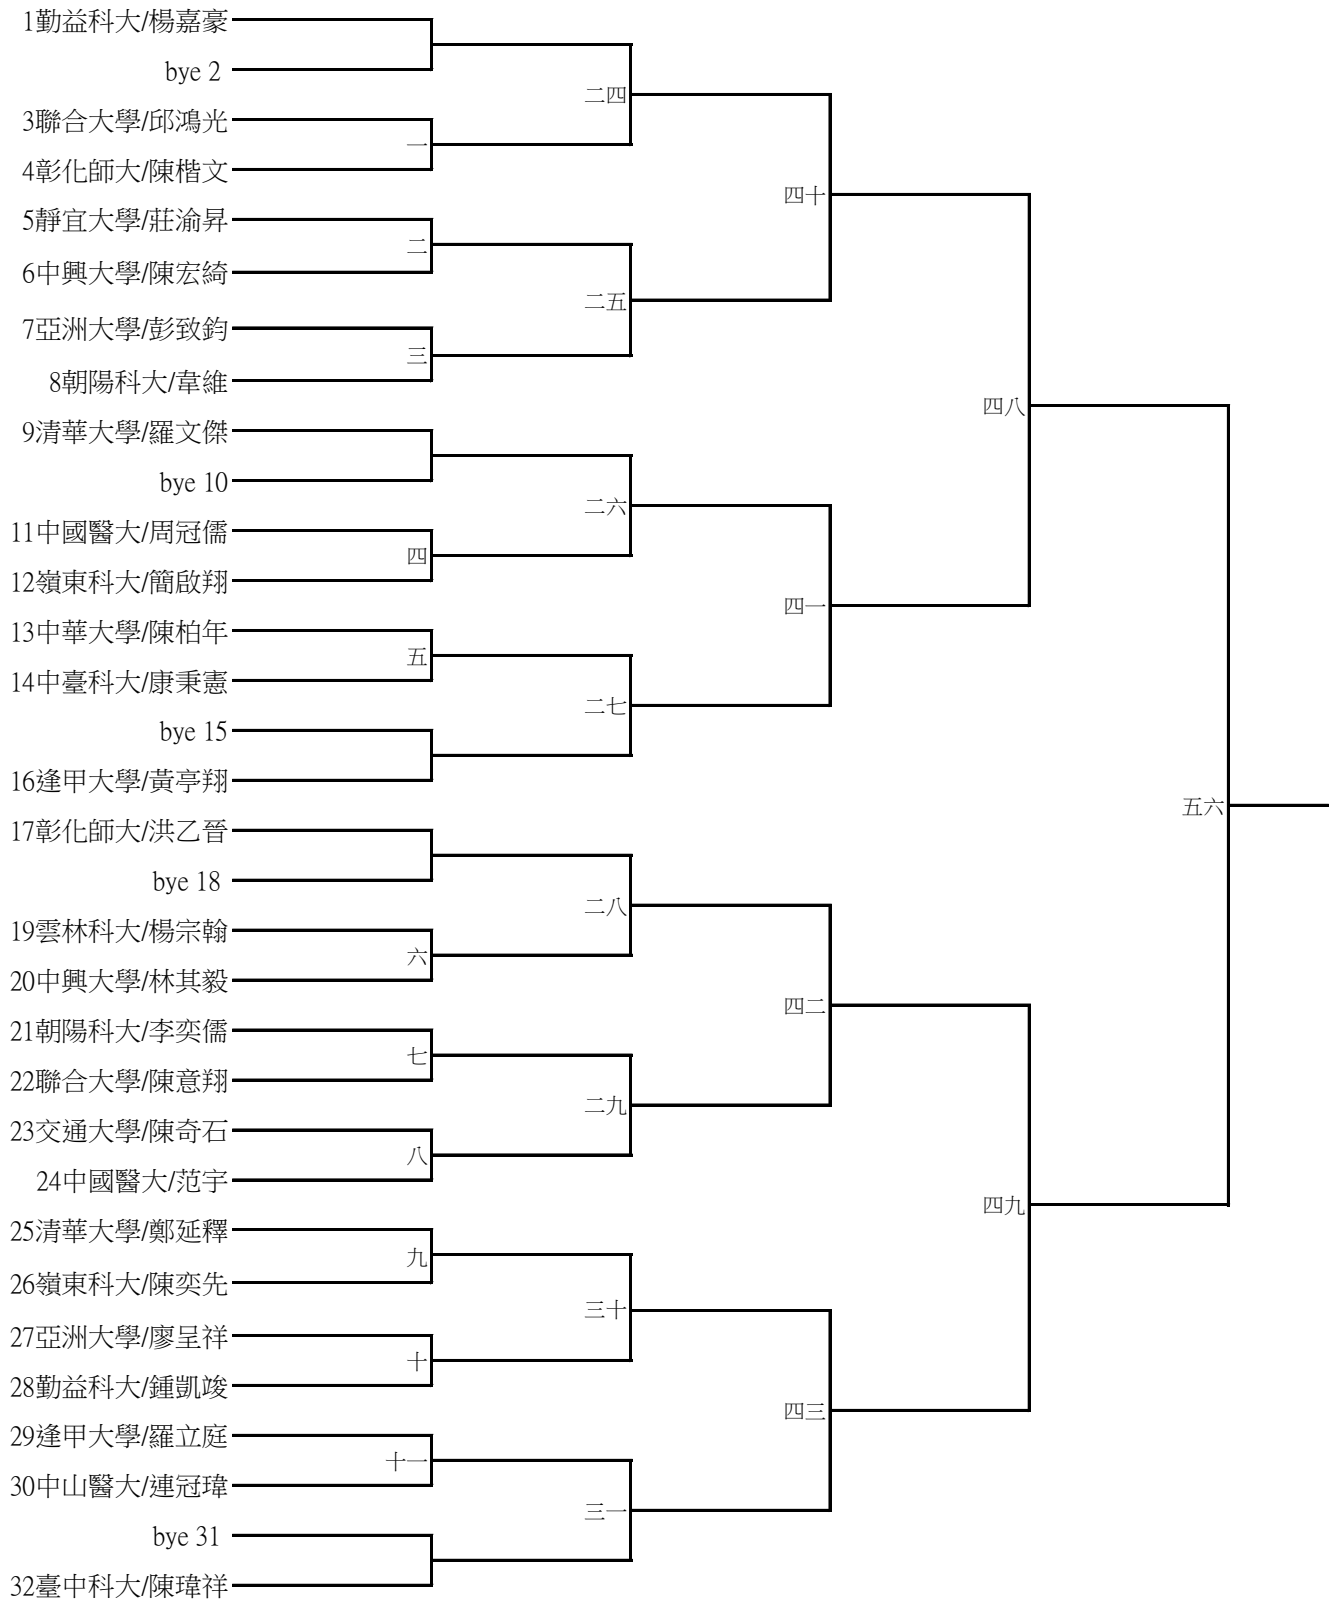 1勤益科大/楊嘉豪
bye 2
二四
3聯合大學/邱鴻光
一
4彰化師大/陳楷文
四十
5靜宜大學/莊渝昇
二
6中興大學/陳宏綺
二五
7亞洲大學/彭致鈞
三
8朝陽科大/韋維
四八
9清華大學/羅文傑
bye 10
二六
11中國醫大/周冠儒
四
12嶺東科大/簡啟翔
四一
13中華大學/陳柏年
五
14中臺科大/康秉憲
二七
bye 15
16逢甲大學/黃亭翔
五六
17彰化師大/洪乙晉
bye 18
二八
19雲林科大/楊宗翰
六
20中興大學/林其毅
四二
21朝陽科大/李奕儒
七
22聯合大學/陳意翔
二九
23交通大學/陳奇石
八
24中國醫大/范宇
四九
25清華大學/鄭延釋
九
26嶺東科大/陳奕先
三十
27亞洲大學/廖呈祥
十
28勤益科大/鍾凱竣
四三
29逢甲大學/羅立庭
十一
30中山醫大/連冠瑋
三一
bye 31
32臺中科大/陳瑋祥